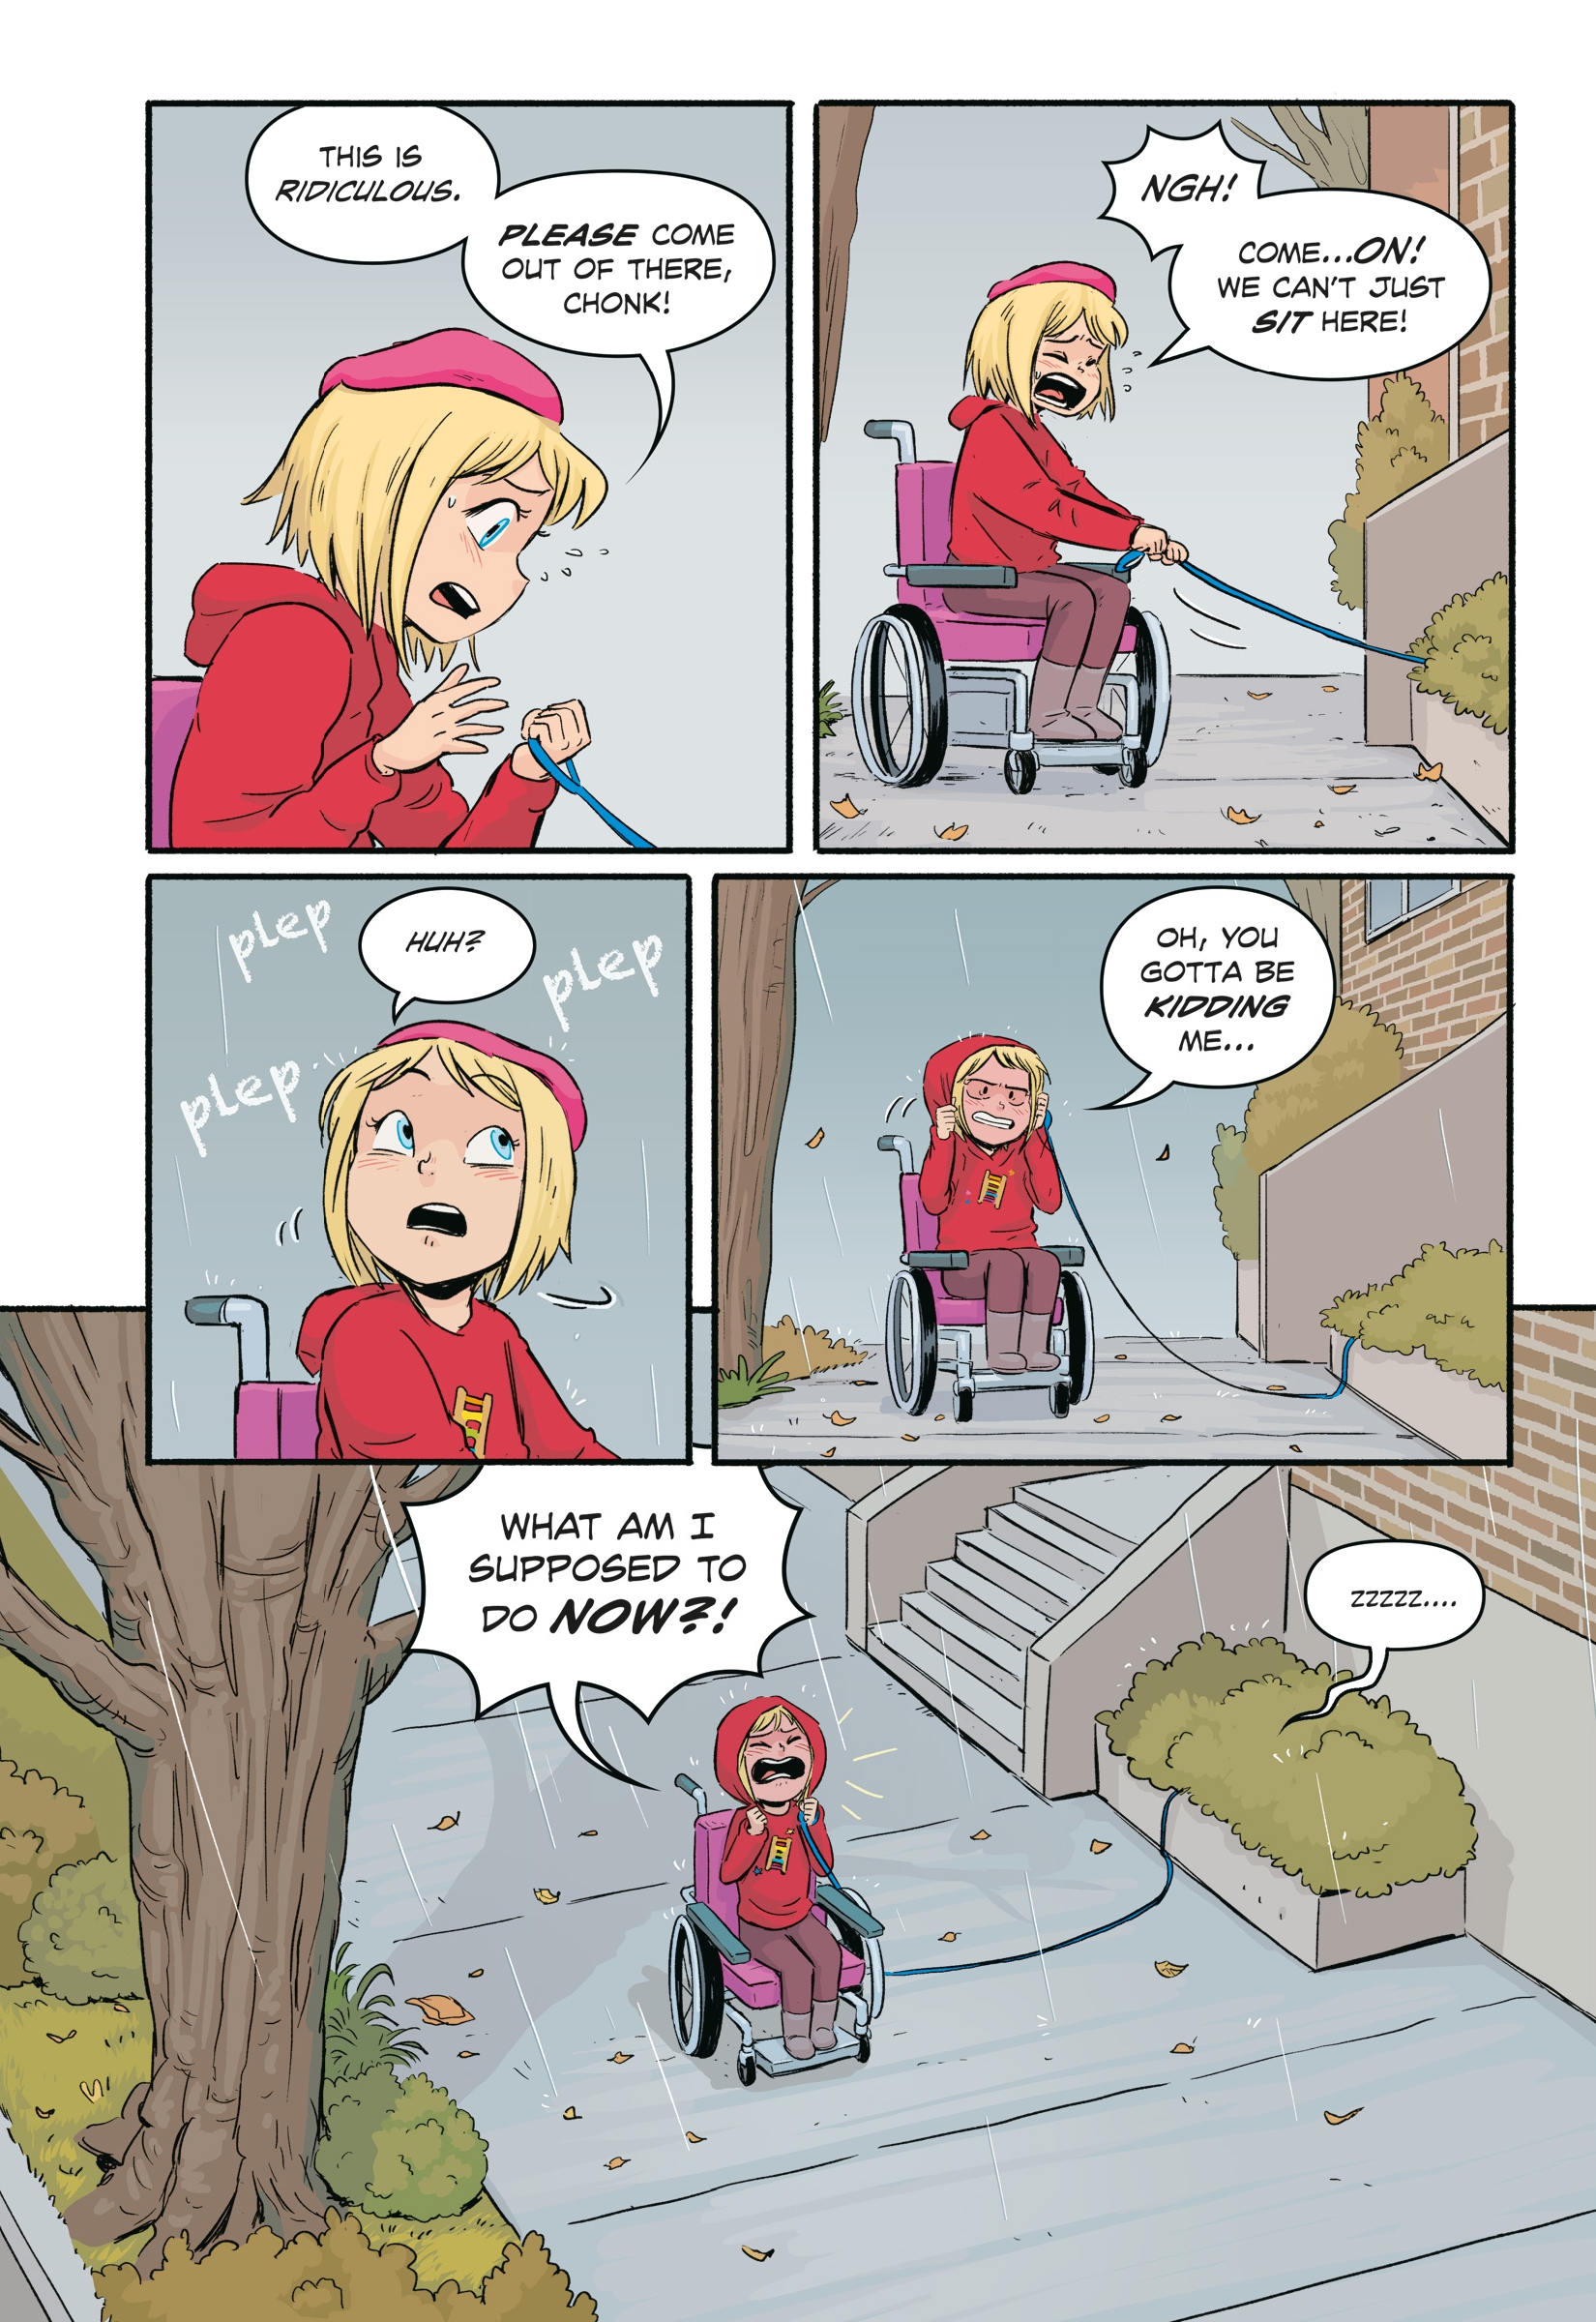 THIS IS
RIDICULOUS.
PLEASE COME
OUT OF THERE,
CHONK!
NGH!
COME...ON!
WE CAN'T JUST
SIT HERE!
plep
HUH?
plep
plep
OH, YOU
GOTTA BE
KIDDING
ME...
WHAT AM I
SUPPOSED TO
DO NOW?!
ZZZZZ....